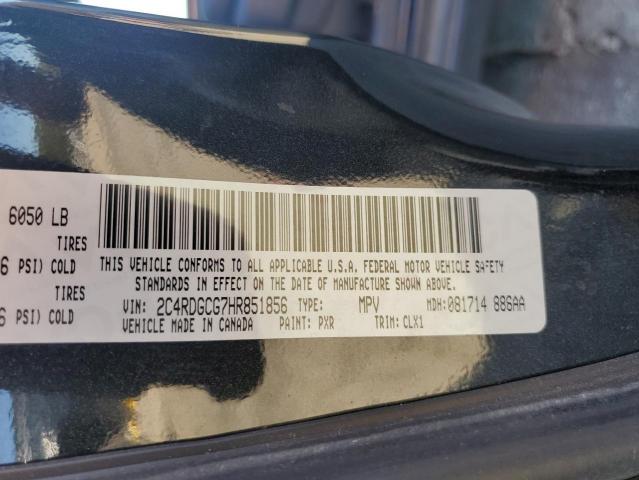 6050 LB
TIRES
6 PSI) COLD
TIRES
6 PSI) COLD
THIS VEHICLE CONFORMS TO ALL APPLICABLE U.S.A. FEDERAL MOTOR VEHICLE SAFETY
STANDARDS IN EFFECT ON THE DATE OF MANUFACTURE SHOWN ABOVE.
VIN: 2C4RDGCG7HR851856 TYPE: MPV MDH:081714 886AA
VEHICLE MADE IN CANADA PAINT: PXR TRIM: CLX1